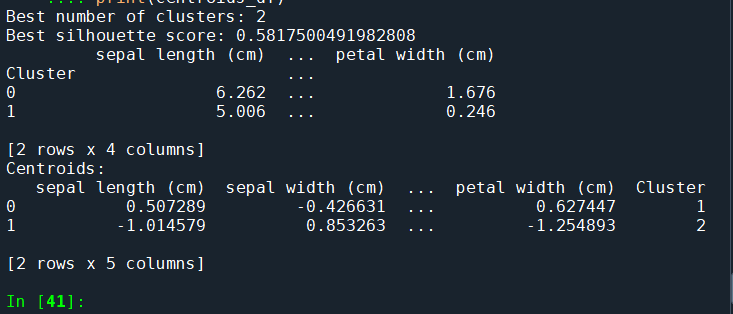 ....: print(centroids_df)
Best number of clusters: 2
Best silhouette score: 0.5817500491982808
         sepal length (cm)  ...  petal width (cm)
Cluster                     ...
0                    6.262  ...             1.676
1                    5.006  ...             0.246

[2 rows x 4 columns]
Centroids:
   sepal length (cm)  sepal width (cm)  ...  petal width (cm)  Cluster
0           0.507289         -0.426631  ...          0.627447        1
1          -1.014579          0.853263  ...         -1.254893        2

[2 rows x 5 columns]

In [41]: